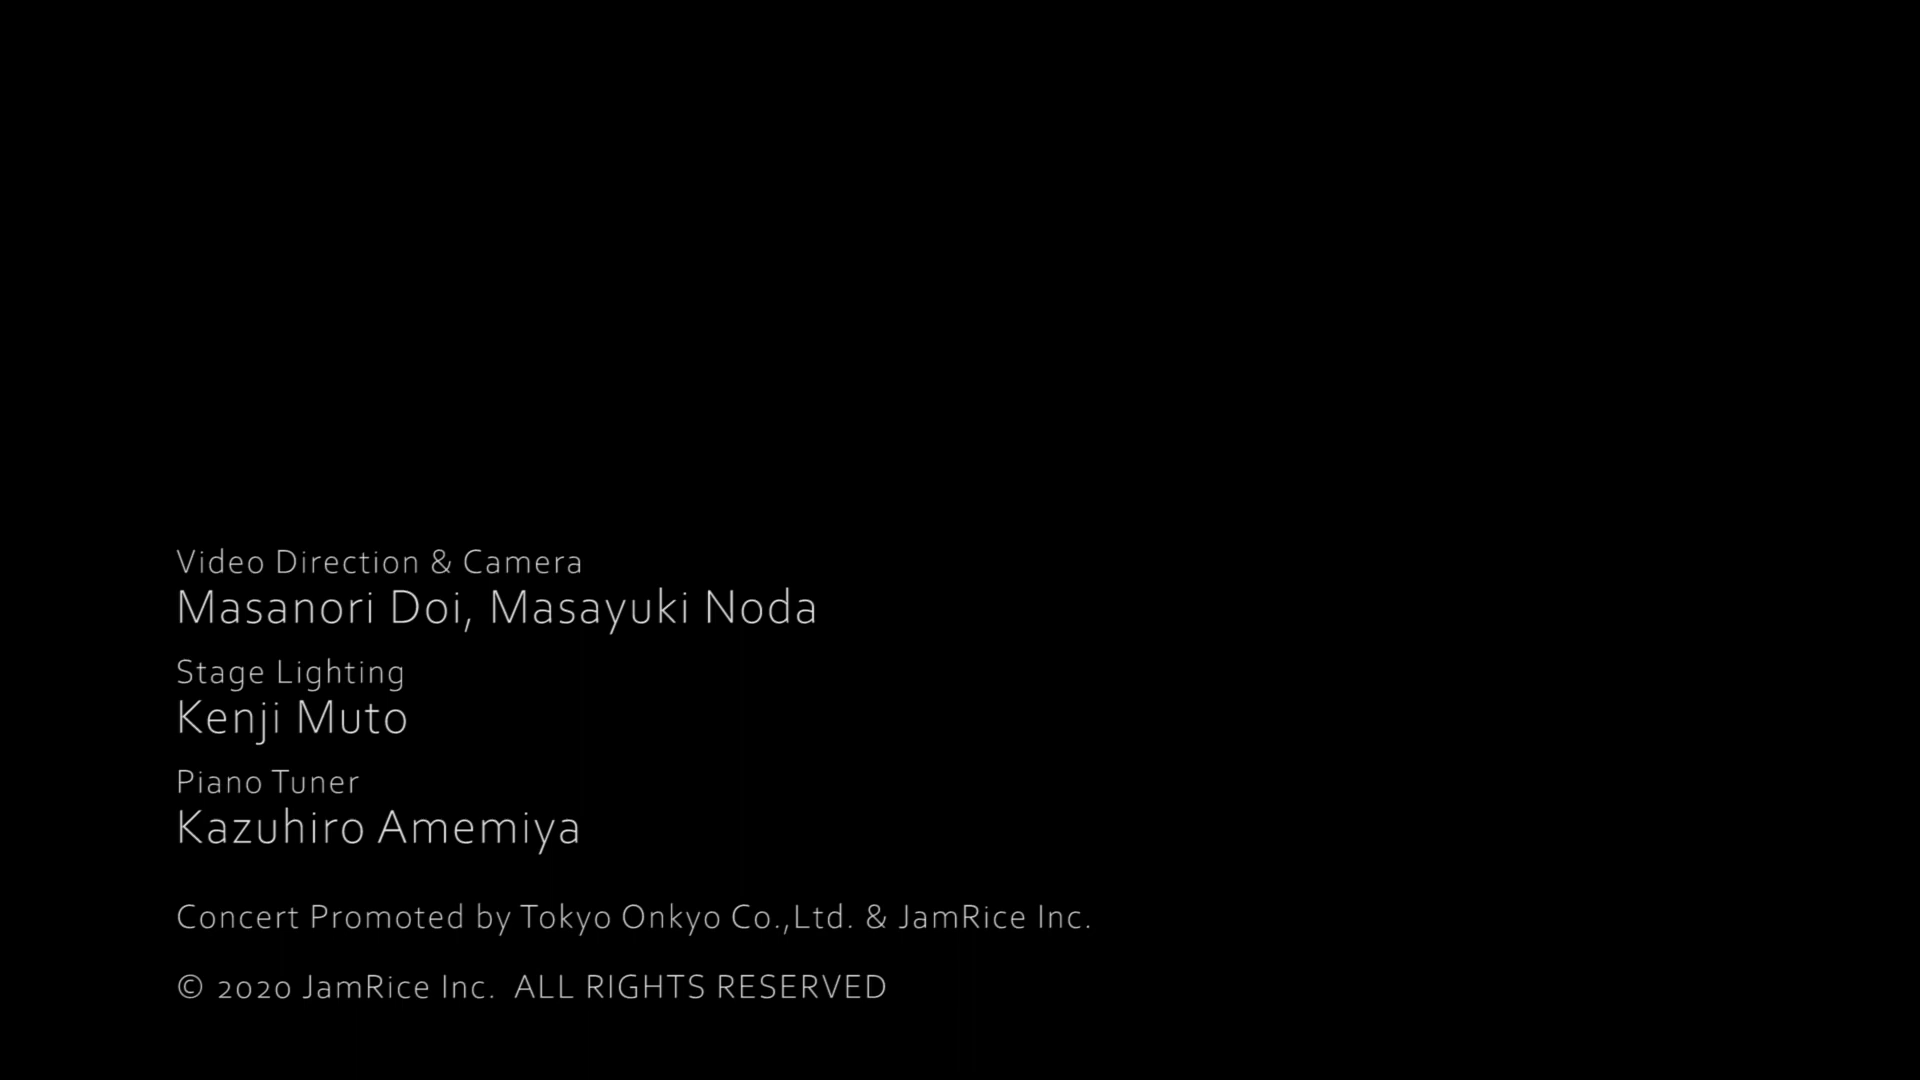 Video Direction & Camera
Masanori Doi, Masayuki Noda
Stage Lighting
Kenji Muto
Piano Tuner
Kazuhiro Amemiya
Concert Promoted by Tokyo Onkyo Co.,Ltd. & JamRice Inc.
© 2020 JamRice Inc.  ALL RIGHTS RESERVED